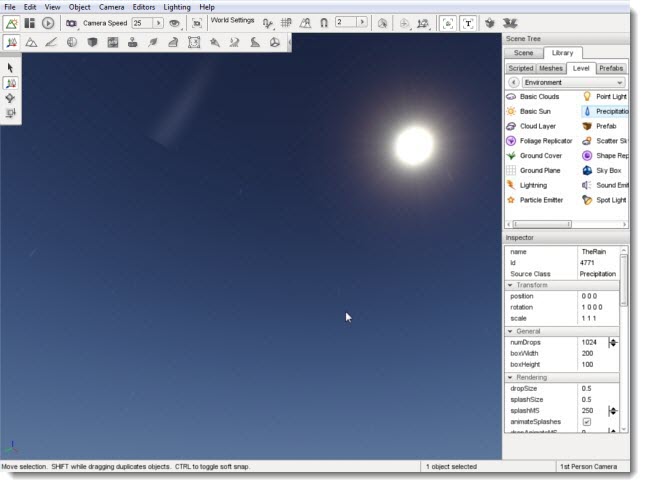 File Edit View Object Camera Editors Lighting Help
Camera Speed 25 World Settings 2
Scene Tree
Scene Library
Scripted Meshes Level Prefabs
Environment
Basic Clouds Point Light
Basic Sun Precipitatio
Cloud Layer Prefab
Foliage Replicator Scatter Sk
Ground Cover Shape Rep
Ground Plane Sky Box
Lightning Sound Emit
Particle Emitter Spot Light
Inspector
name TheRain
Id 4771
Source Class Precipitation
Transform
position 0 0 0
rotation 1 0 0 0
scale 1 1 1
General
numDrops 1024
boxWidth 200
boxHeight 100
Rendering
dropSize 0.5
splashSize 0.5
splashMS 250
animateSplashes
dropAnimateMS 0
Move selection. SHIFT while dragging duplicates objects. CTRL to toggle soft snap. 1 object selected 1st Person Camera